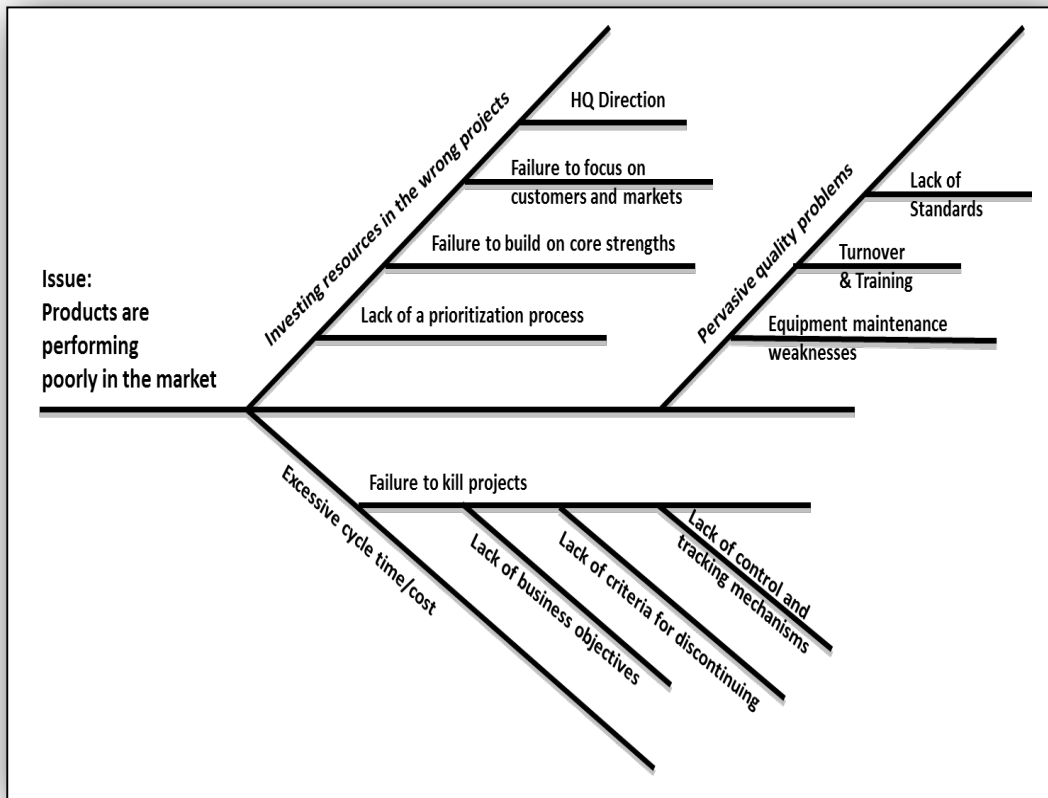 Issue:
Products are
performing
poorly in the market
Investing resources in the wrong projects
HQ Direction
Failure to focus on
customers and markets
Failure to build on core strengths
Lack of a prioritization process
Pervasive quality problems
Lack of
Standards
Turnover
& Training
Equipment maintenance
weaknesses
Excessive cycle time/cost
Failure to kill projects
Lack of business objectives
Lack of criteria for discontinuing
Lack of control and
tracking mechanisms